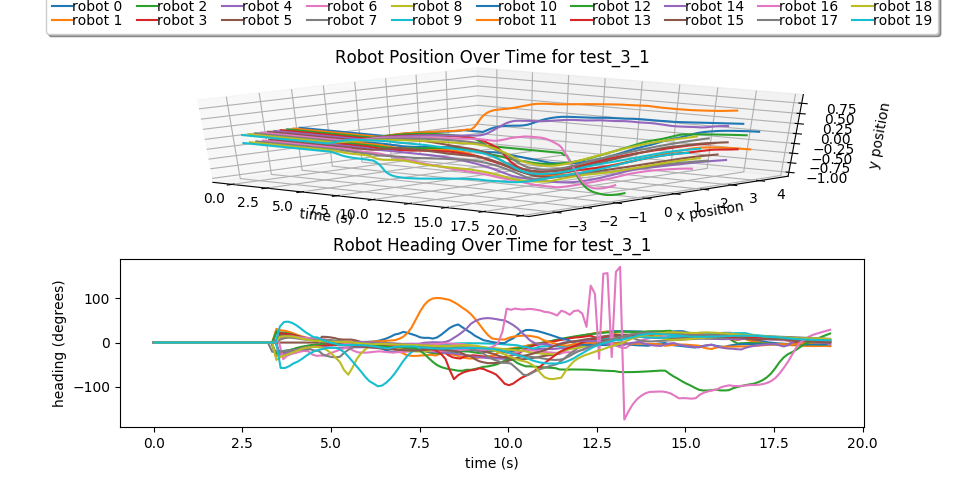 robot 0 robot 2 robot 4 robot 6 robot 8 robot 10 robot 12 robot 14 robot 16 robot 18
robot 1 robot 3 robot 5 robot 7 robot 9 robot 11 robot 13 robot 15 robot 17 robot 19
Robot Position Over Time for test_3_1
0.75
0.50
0.25
0.00
−0.25
−0.50
−0.75
−1.00
y position
0.0 2.5 5.0 7.5 10.0 12.5 15.0 17.5 20.0
time (s)
−3 −2 −1 0 1 2 3 4
x position
Robot Heading Over Time for test_3_1
100
0
−100
heading (degrees)
0.0 2.5 5.0 7.5 10.0 12.5 15.0 17.5 20.0
time (s)